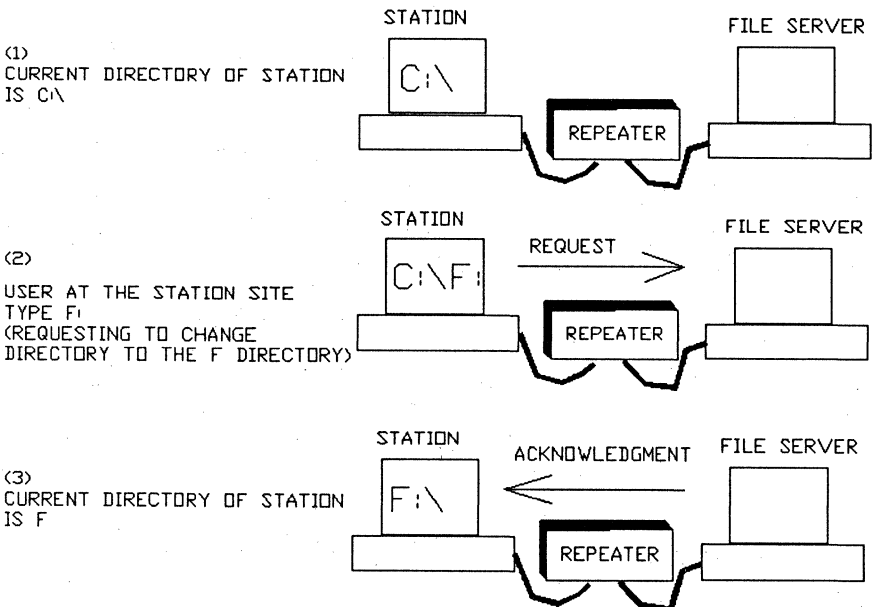 STATION
FILE SERVER
(1)
CURRENT DIRECTORY OF STATION
IS C:\
C:\
REPEATER
STATION
FILE SERVER
REQUEST
(2)
C:\F:
USER AT THE STATION SITE
TYPE F:
(REQUESTING TO CHANGE
DIRECTORY TO THE F DIRECTORY)
REPEATER
STATION
FILE SERVER
ACKNOWLEDGMENT
(3)
CURRENT DIRECTORY OF STATION
IS F
F:\
REPEATER